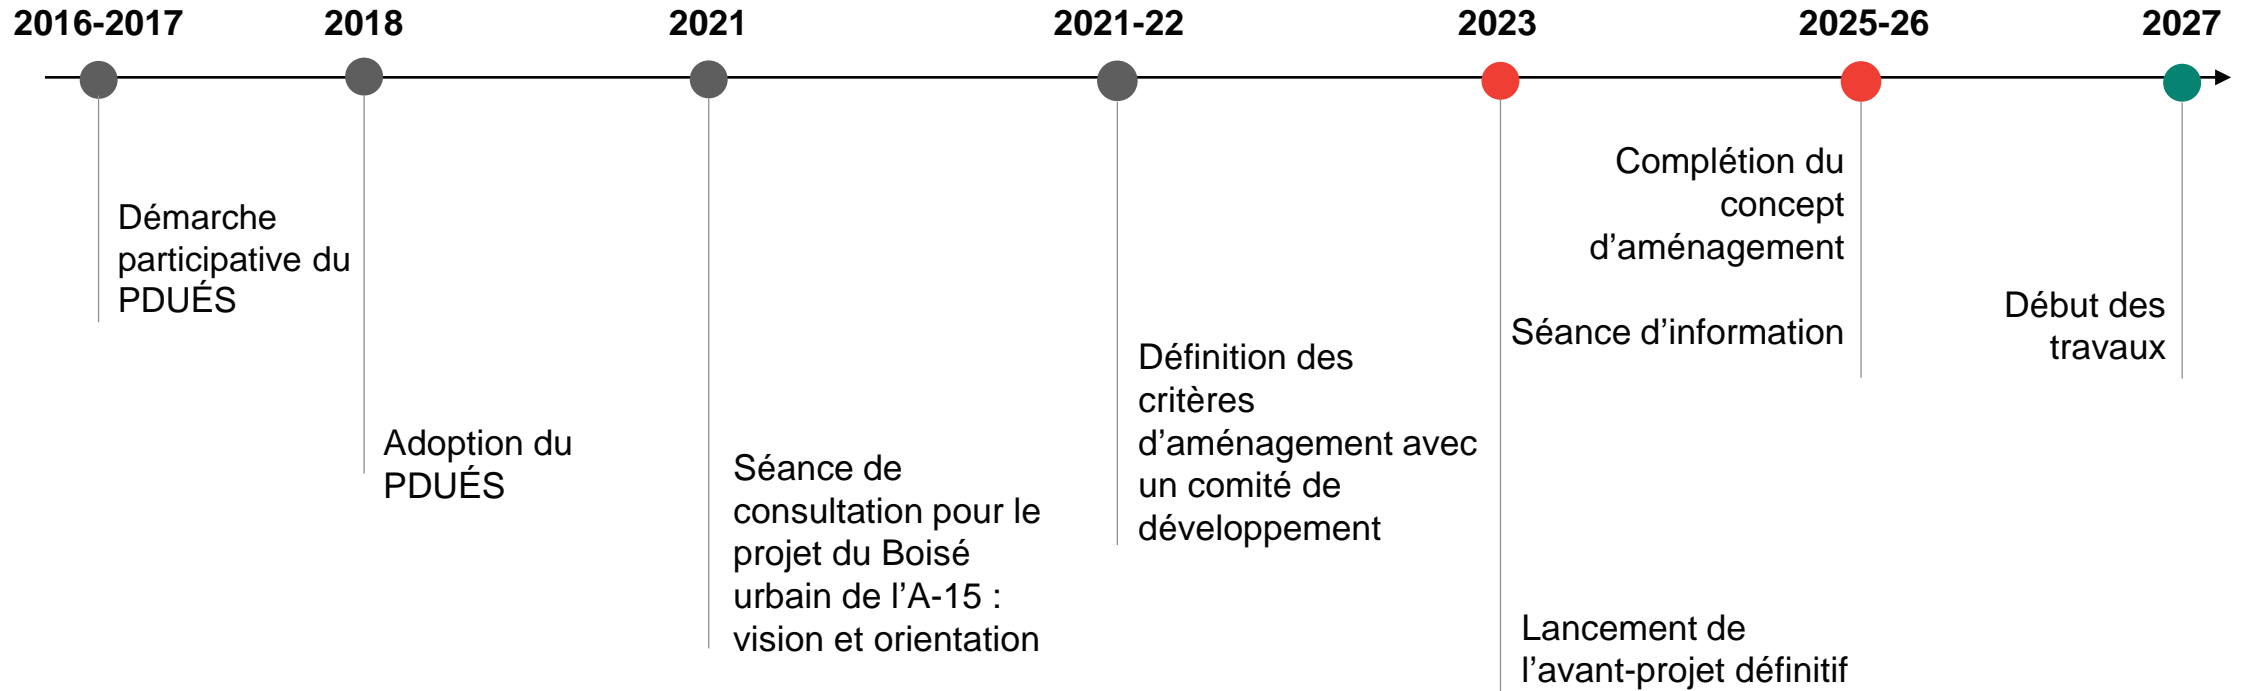 2016-2017
2018
2021
2021-22
2023
2025-26
2027
Démarche
participative du
PDUÉS
Adoption du
PDUÉS
Séance de
consultation pour le
projet du Boisé
urbain de l’A-15 :
vision et orientation
Définition des
critères
d’aménagement avec
un comité de
développement
Lancement de
l’avant-projet définitif
Complétion du
concept
d’aménagement
Séance d’information
Début des
travaux